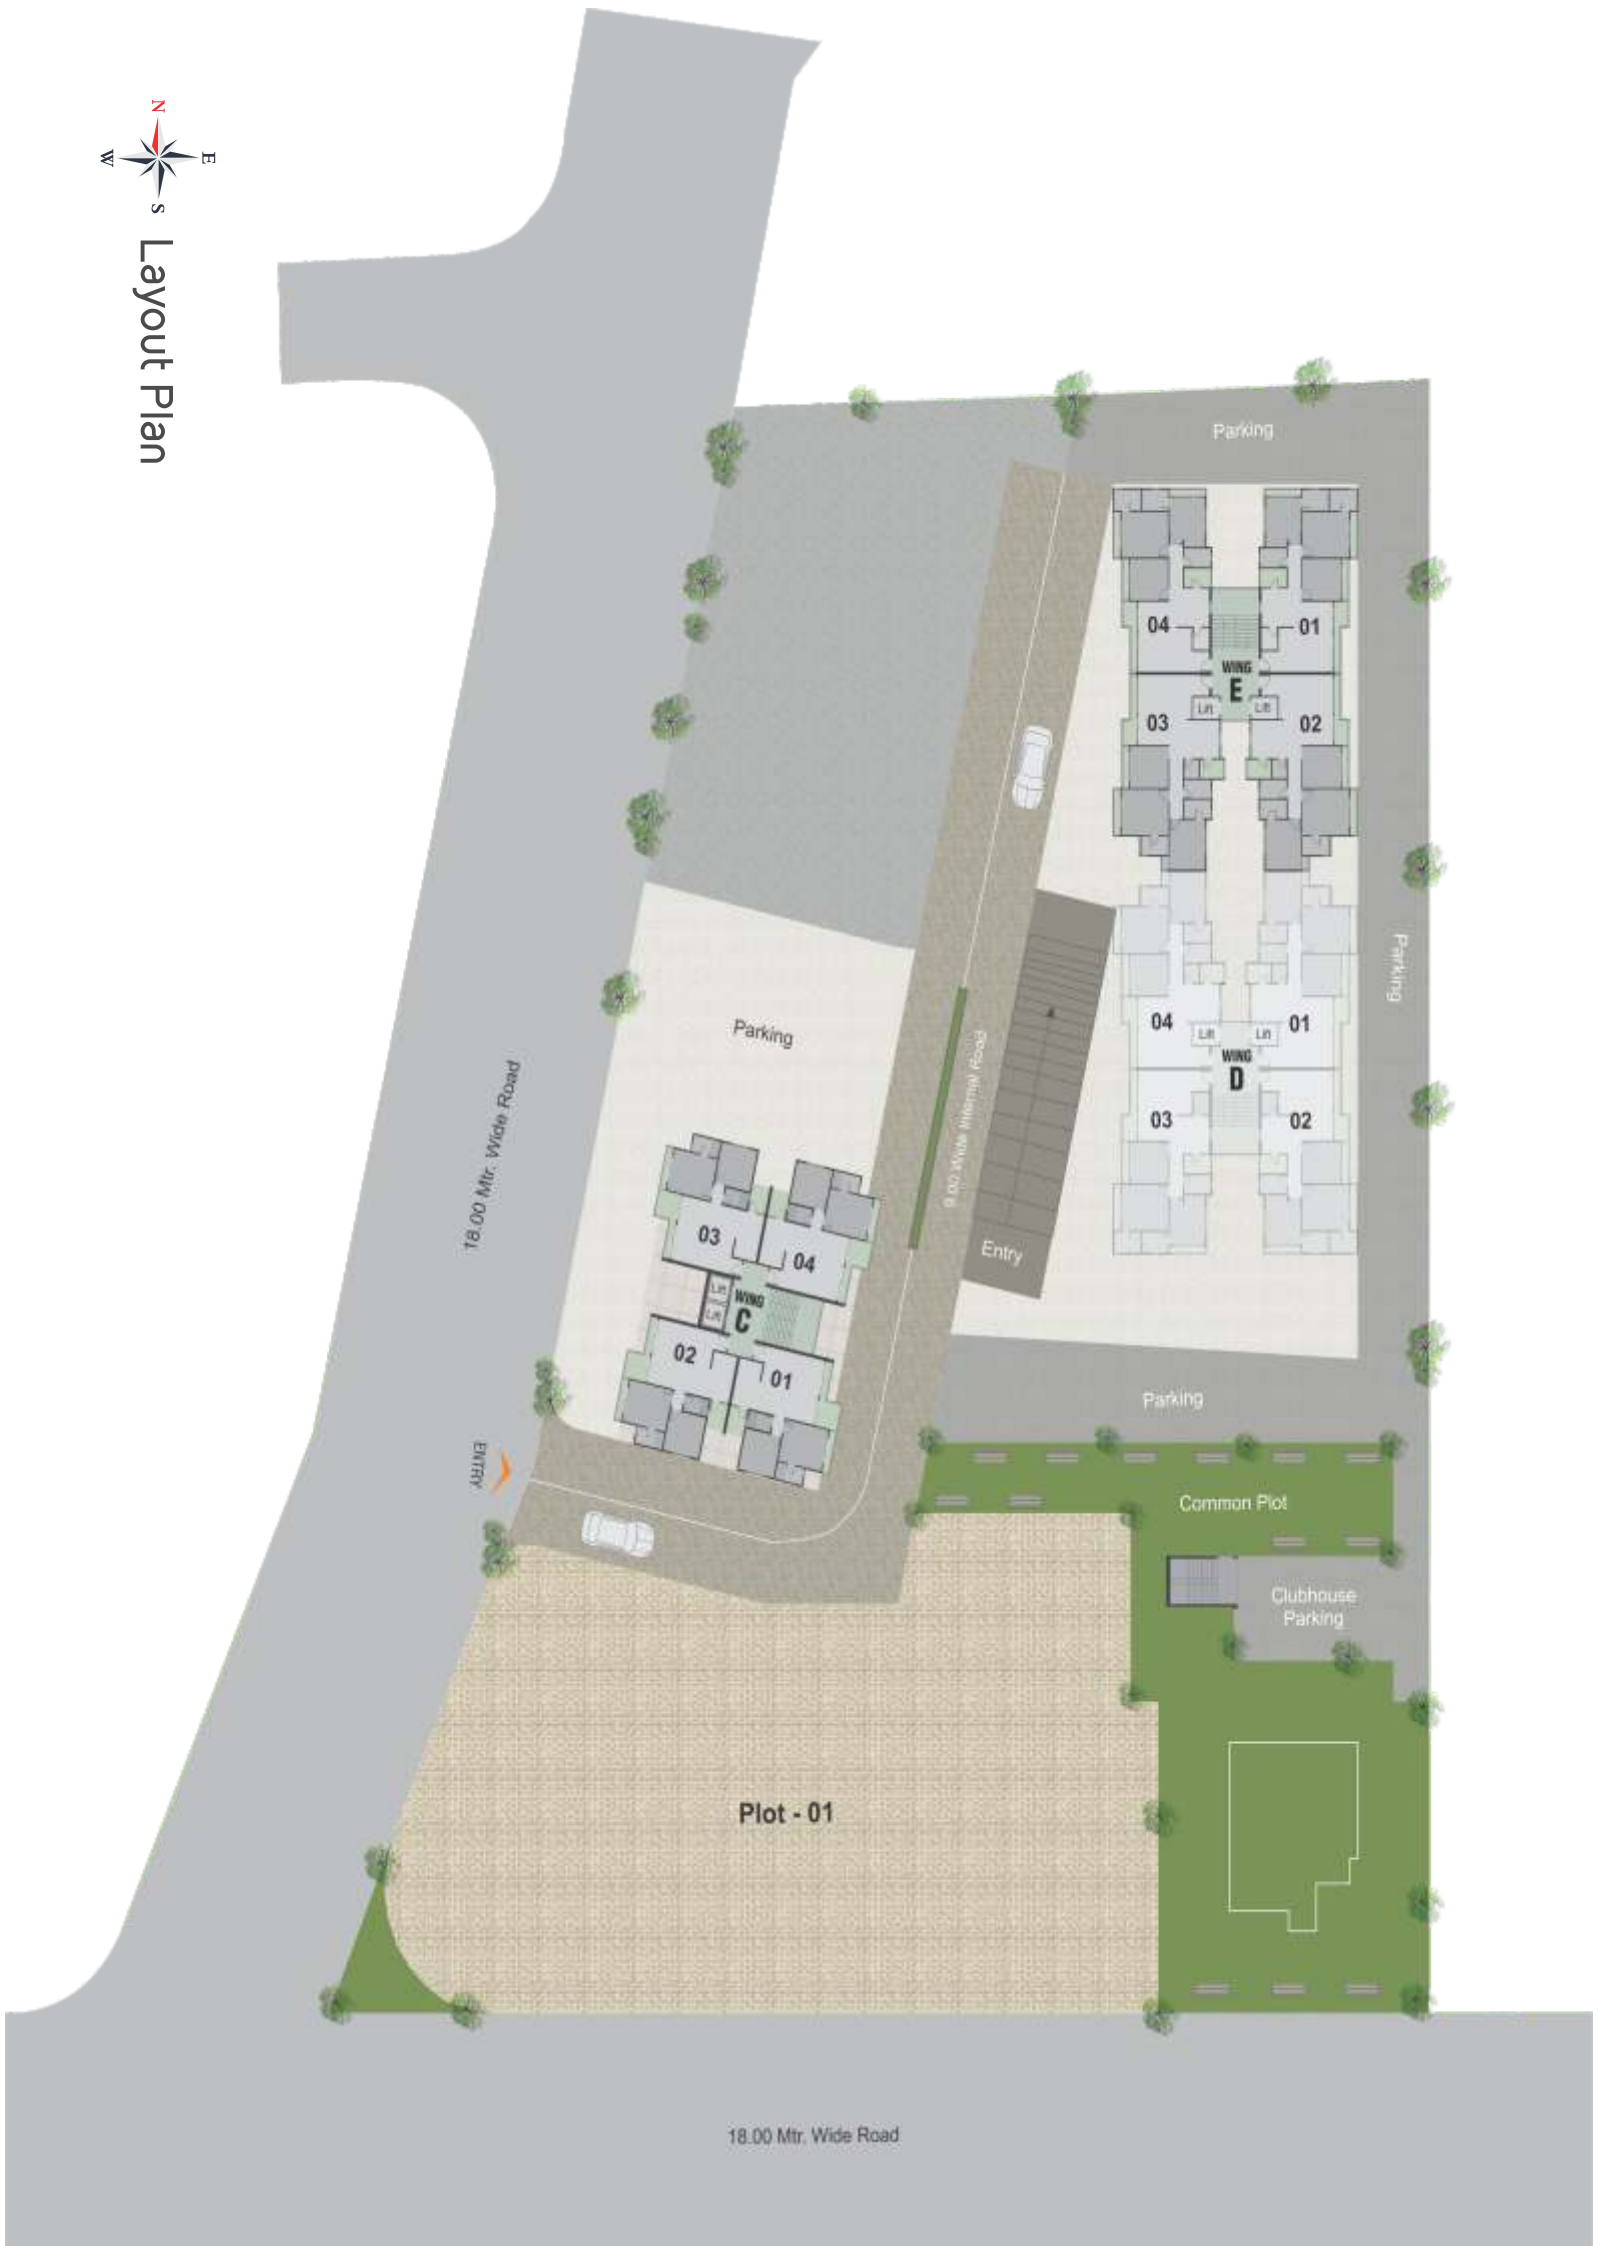 N
E
W
S
Layout Plan
Parking
04
01
WING
E
Lift
Lift
03
02
Parking
Parking
04
01
Lift
Lift
WING
D
03
02
18.00 Mtr. Wide Road
9.00 Wide Internal Road
Entry
03
04
Lift
Lift
WING
C
02
01
Parking
ENTRY
Common Plot
Clubhouse
Parking
Plot - 01
18.00 Mtr. Wide Road